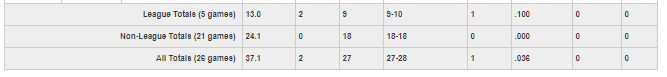 League Totals (5 games) 13.0 2 9 9-10 1 .100 0 0
Non-League Totals (21 games) 24.1 0 18 18-18 0 .000 0 0
All Totals (26 games) 37.1 2 27 27-28 1 .036 0 0